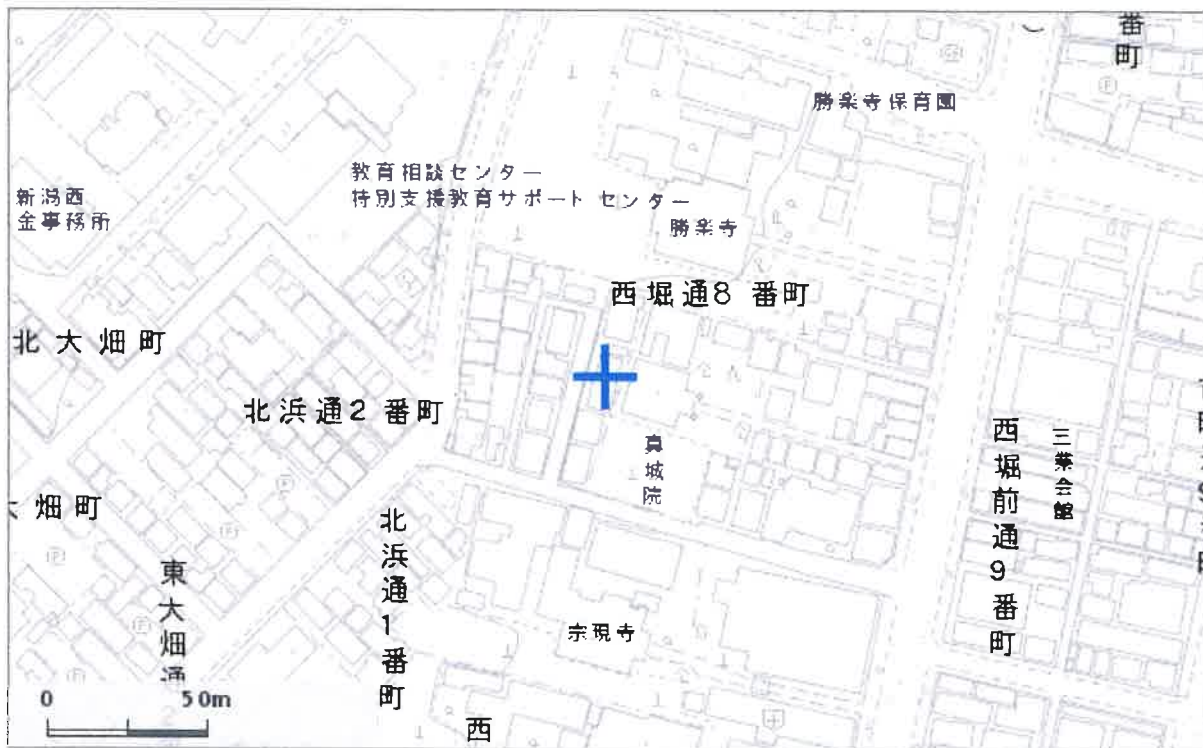 番町
勝楽寺保育園
教育相談センター
特別支援教育サポート センター
新潟西
金事務所
勝楽寺
西堀通8 番町
北大畑町
北浜通2 番町
真城院
西堀前通9番町
三業会館
畑町
北浜通1番町
東大畑通
宗現寺
0 50m
西